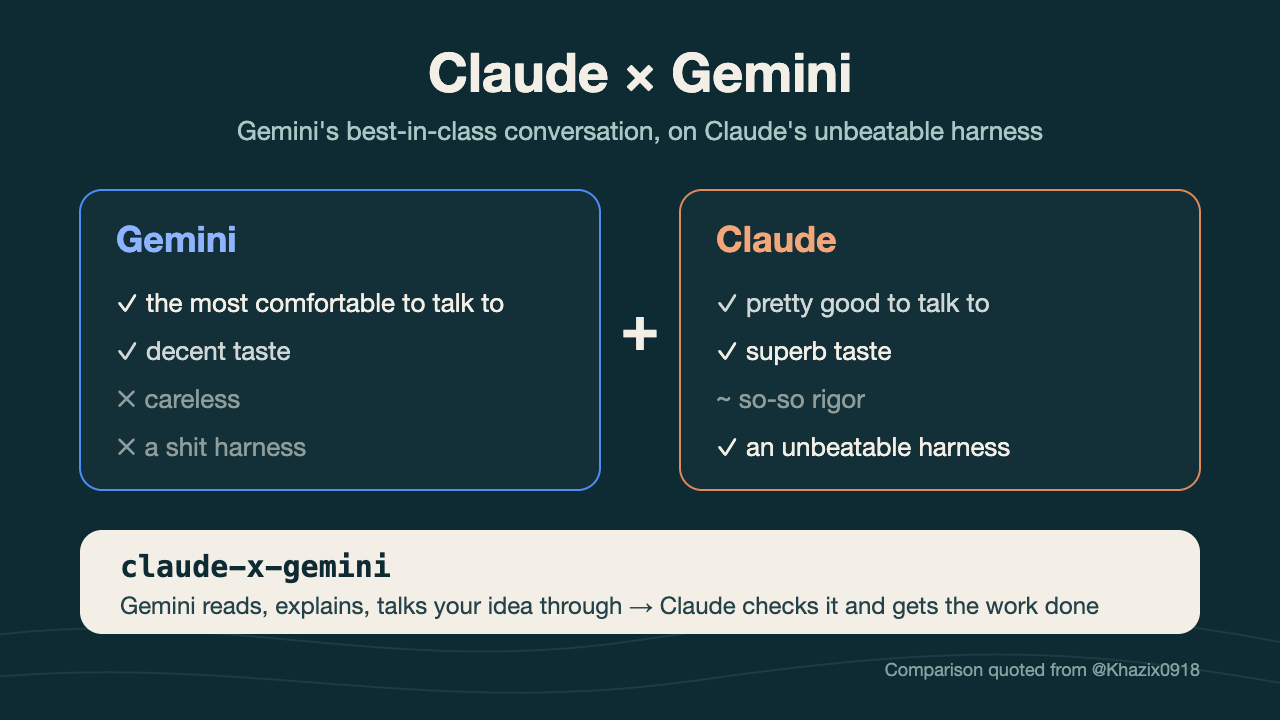 Claude × Gemini
Gemini's best-in-class conversation, on Claude's unbeatable harness
Gemini
✓ the most comfortable to talk to
✓ decent taste
✕ careless
✕ a shit harness
+
Claude
✓ pretty good to talk to
✓ superb taste
~ so-so rigor
✓ an unbeatable harness
claude-x-gemini
Gemini reads, explains, talks your idea through → Claude checks it and gets the work done
Comparison quoted from @Khazix0918